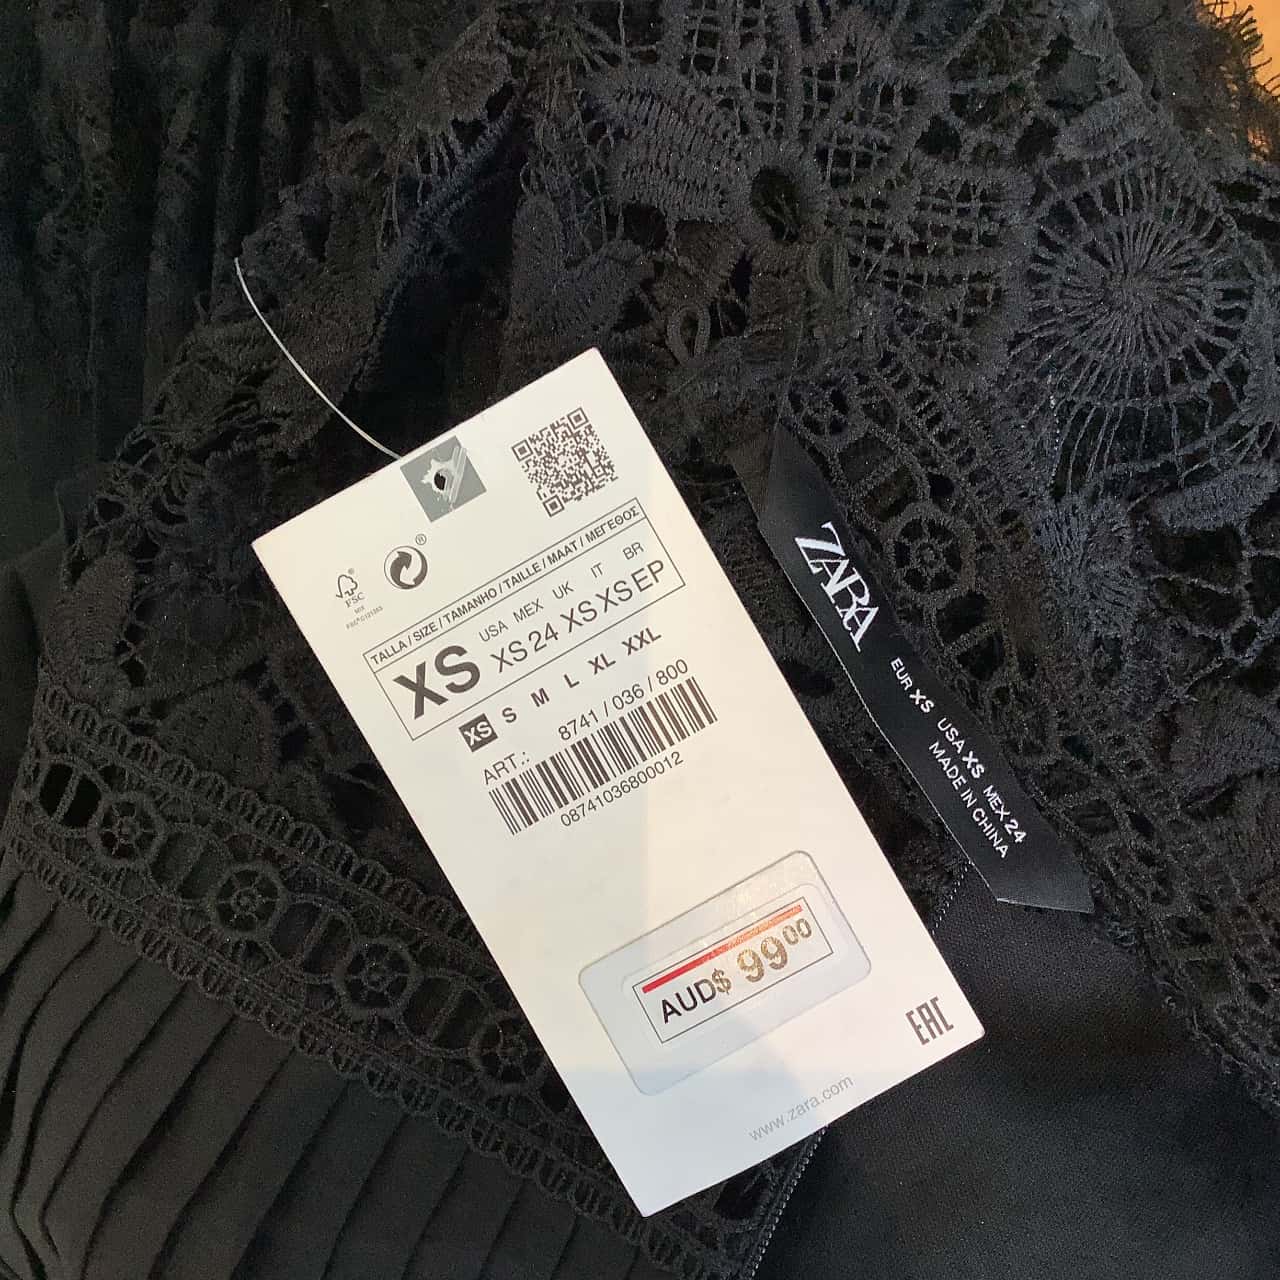 ®
FSC
®
MIX
TALLA / SIZE / TAMANHO / TAILLE / MAAT / ΜΕΓΕΘΟΣ
XS
USA MEX UK IT BR
XS 24 XS XS EP
XS S M L XL XXL
ART.: 8741 / 036 / 800
08741036800012
AUD$ 99.00
EAC
www.zara.com
ZARA
EUR XS USA XS MEX 24
MADE IN CHINA